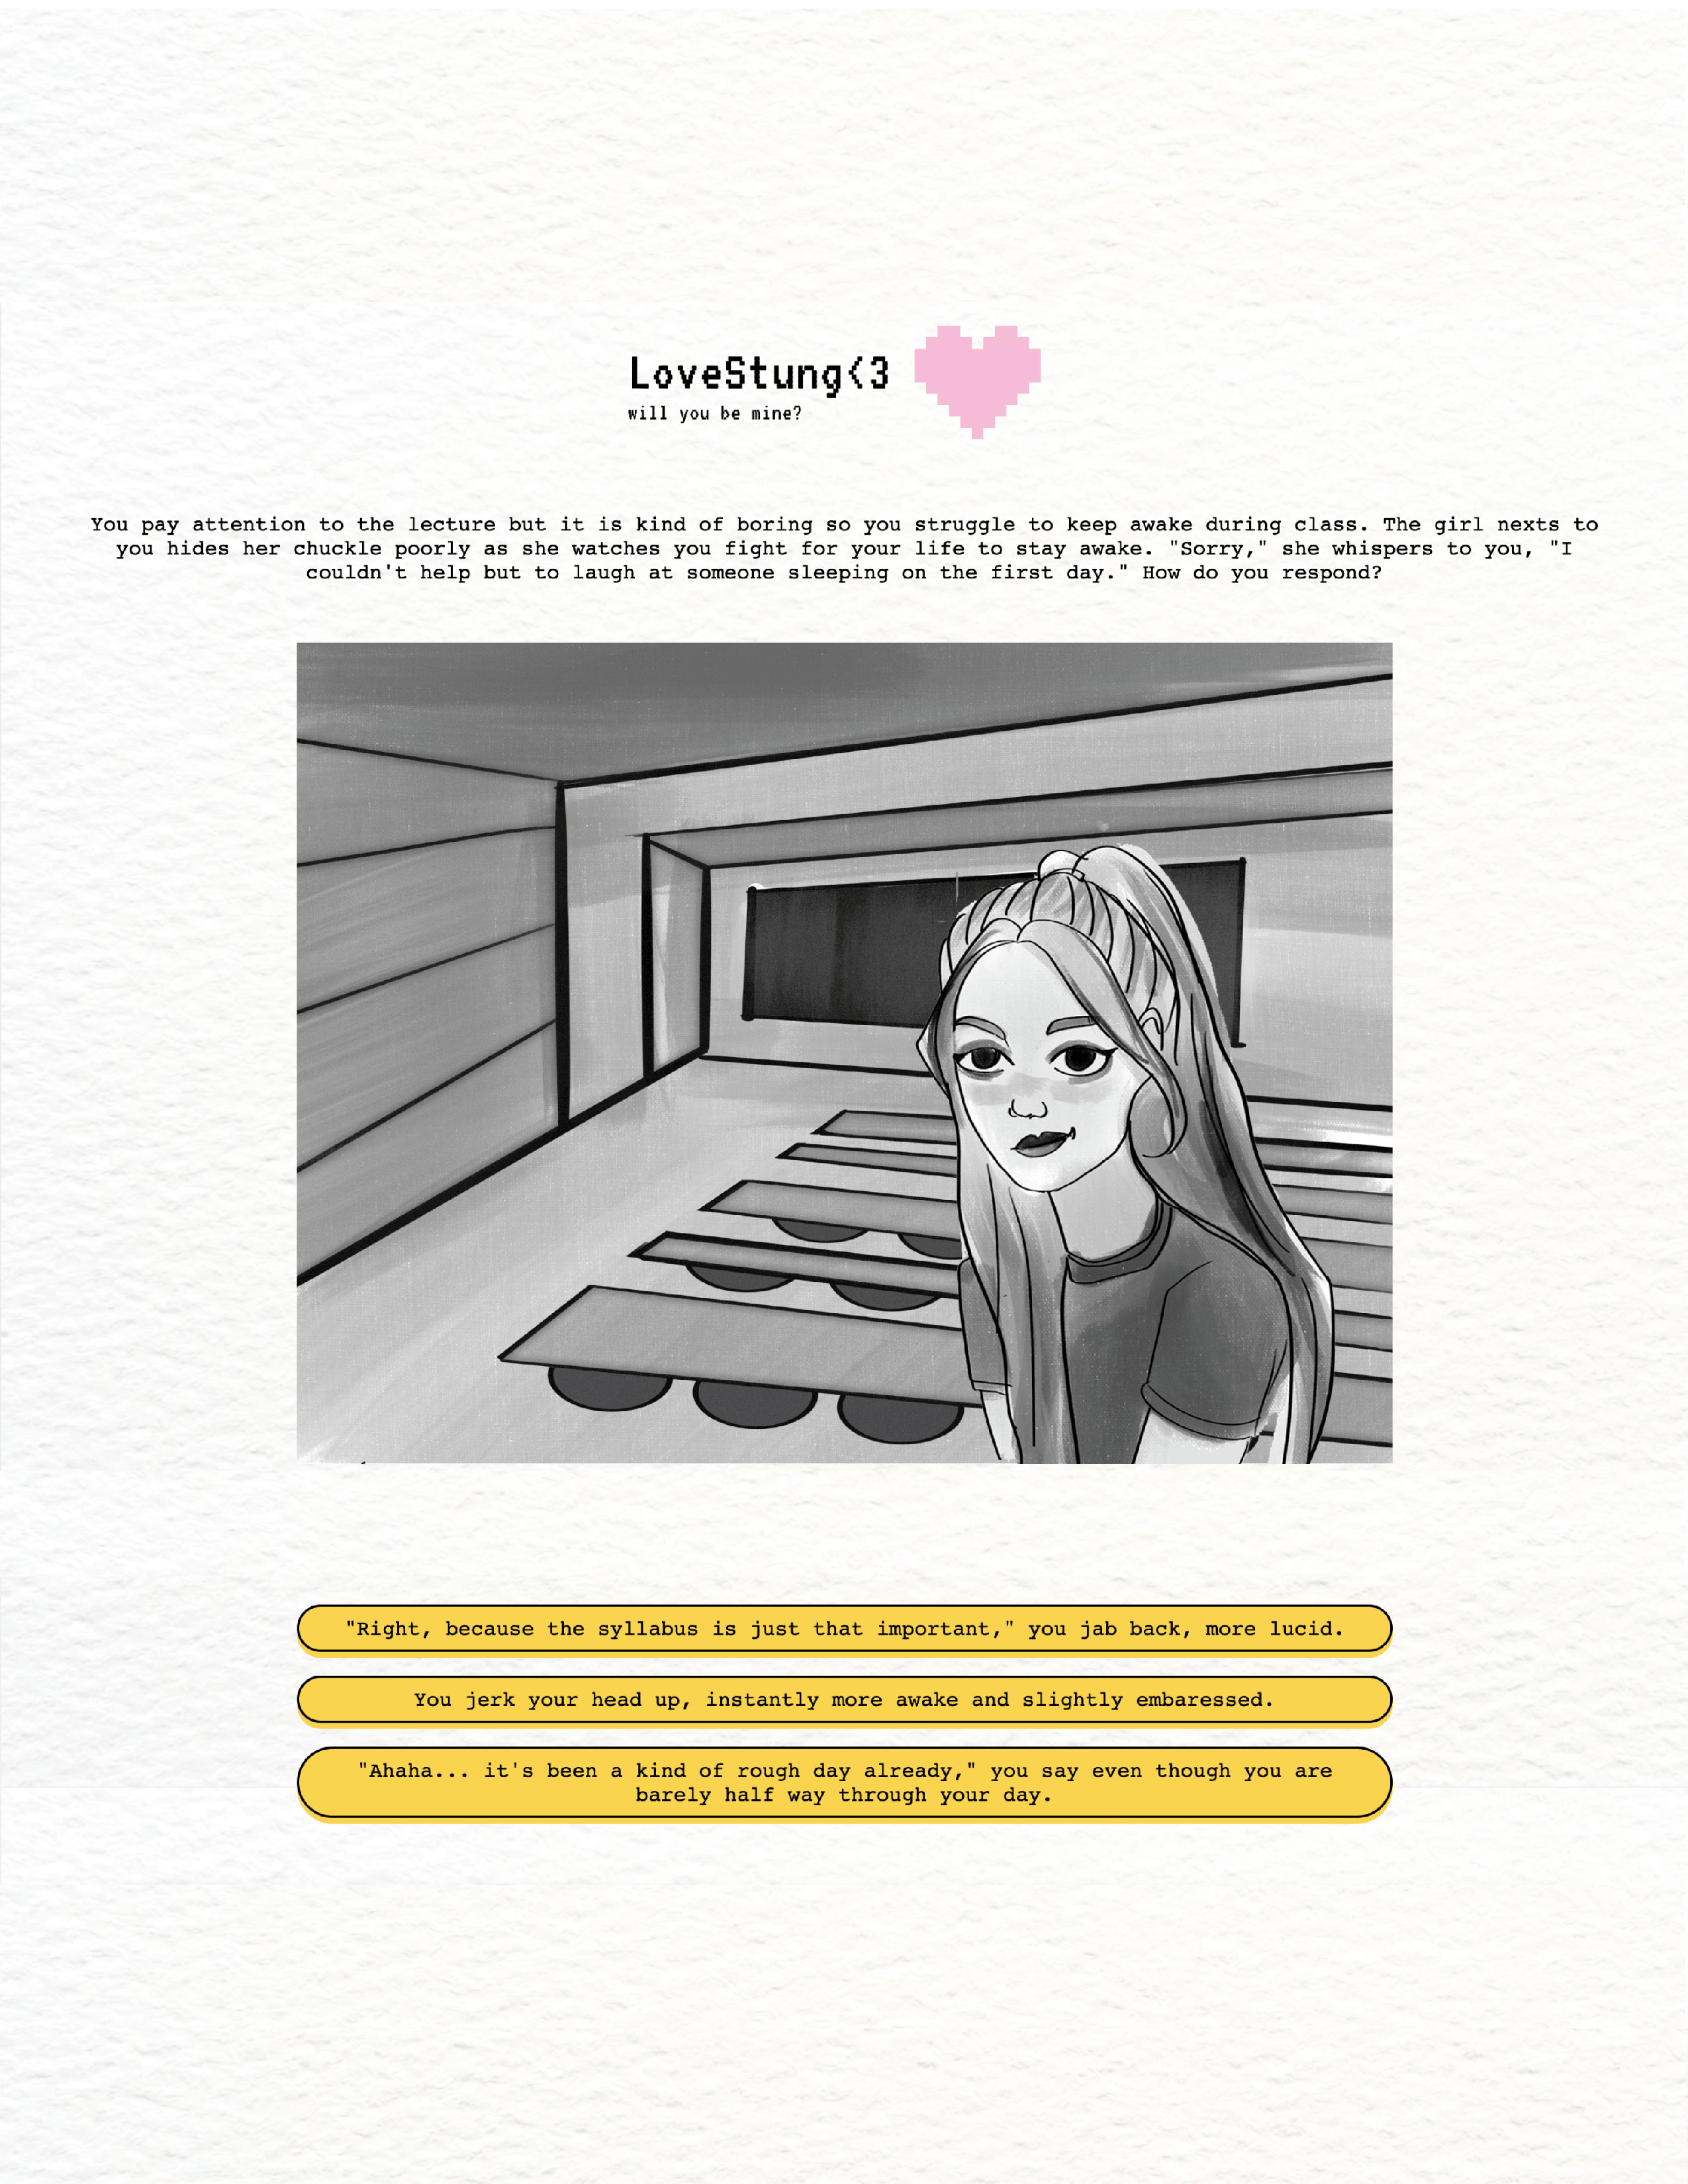 LoveStung<3
will you be mine?
You pay attention to the lecture but it is kind of boring so you struggle to keep awake during class. The girl nexts to
you hides her chuckle poorly as she watches you fight for your life to stay awake. "Sorry," she whispers to you, "I
couldn't help but to laugh at someone sleeping on the first day." How do you respond?
"Right, because the syllabus is just that important," you jab back, more lucid.
You jerk your head up, instantly more awake and slightly embaressed.
"Ahaha... it's been a kind of rough day already," you say even though you are
barely half way through your day.